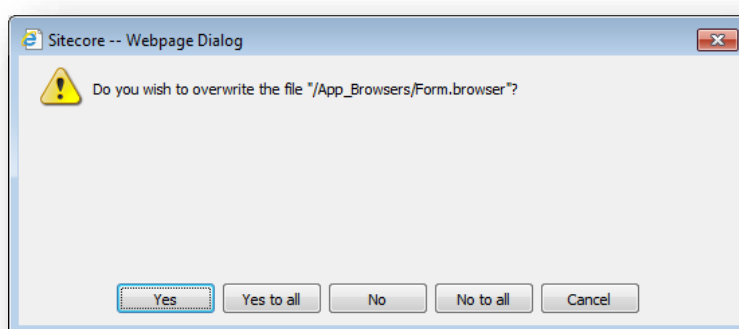 Sitecore -- Webpage Dialog
Do you wish to overwrite the file "/App_Browsers/Form.browser"?
Yes Yes to all No No to all Cancel